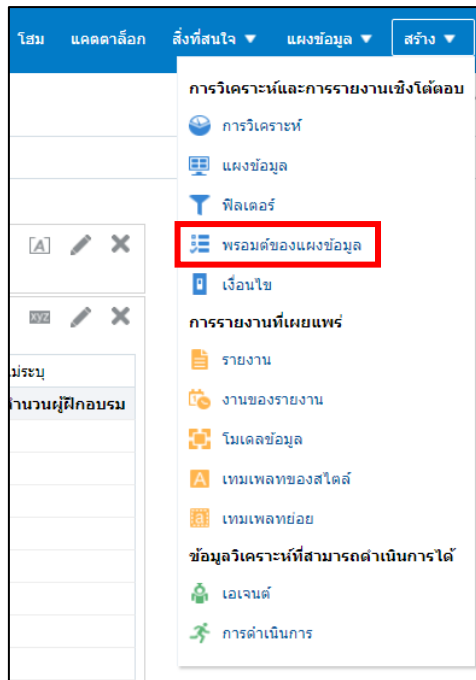 โฮม แคตตาล็อก สิ่งที่สนใจ ▼ แผงข้อมูล ▼ สร้าง ▼
การวิเคราะห์และการรายงานเชิงโต้ตอบ
การวิเคราะห์
แผงข้อมูล
ฟิลเตอร์
พรอมต์ของแผงข้อมูล
เงื่อนไข
การรายงานที่เผยแพร่
รายงาน
งานของรายงาน
โมเดลข้อมูล
เทมเพลทของสไตล์
เทมเพลทย่อย
ข้อมูลวิเคราะห์ที่สามารถดำเนินการได้
เอเจนต์
การดำเนินการ
[A]
xyz
ไม่ระบุ
จำนวนผู้ฝึกอบรม